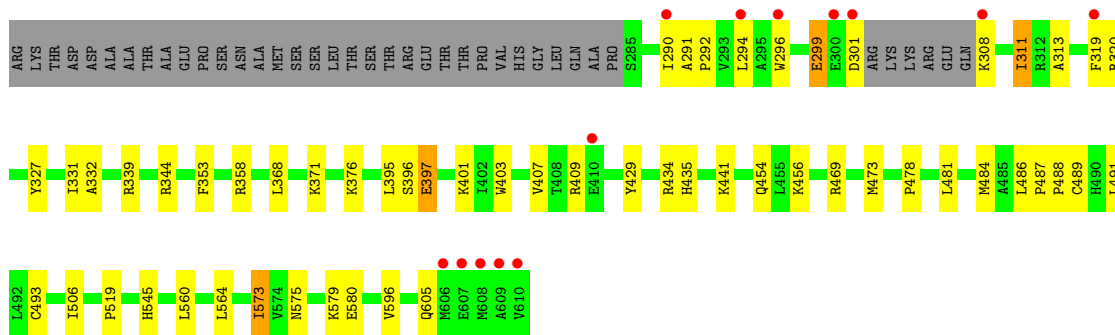 ARG LYS THR ASP ASP ALA ALA THR ALA GLU PRO SER ASN ALA MET SER SER LEU THR SER THR ARG GLU THR THR PRO VAL HIS GLY LEU GLN ALA PRO S285 I290 A291 P292 V293 L294 A295 W296 E299 E300 D301 ARG LYS LYS ARG GLU GLN K308 I311 R312 A313 F319
Y327 I331 A332 R339 R344 F353 R358 L368 K371 K376 L395 S396 E397 K401 I402 W403 V407 T408 R409 E410 Y429 R434 H435 K441 Q454 L455 K456 R469 M473 P478 L481 M484 A485 L486 P487 P488 C489 H490
L492 C493 I506 P519 H545 L560 L564 I573 V574 N575 K579 E580 V596 Q605 M606 E607 M608 A609 V610